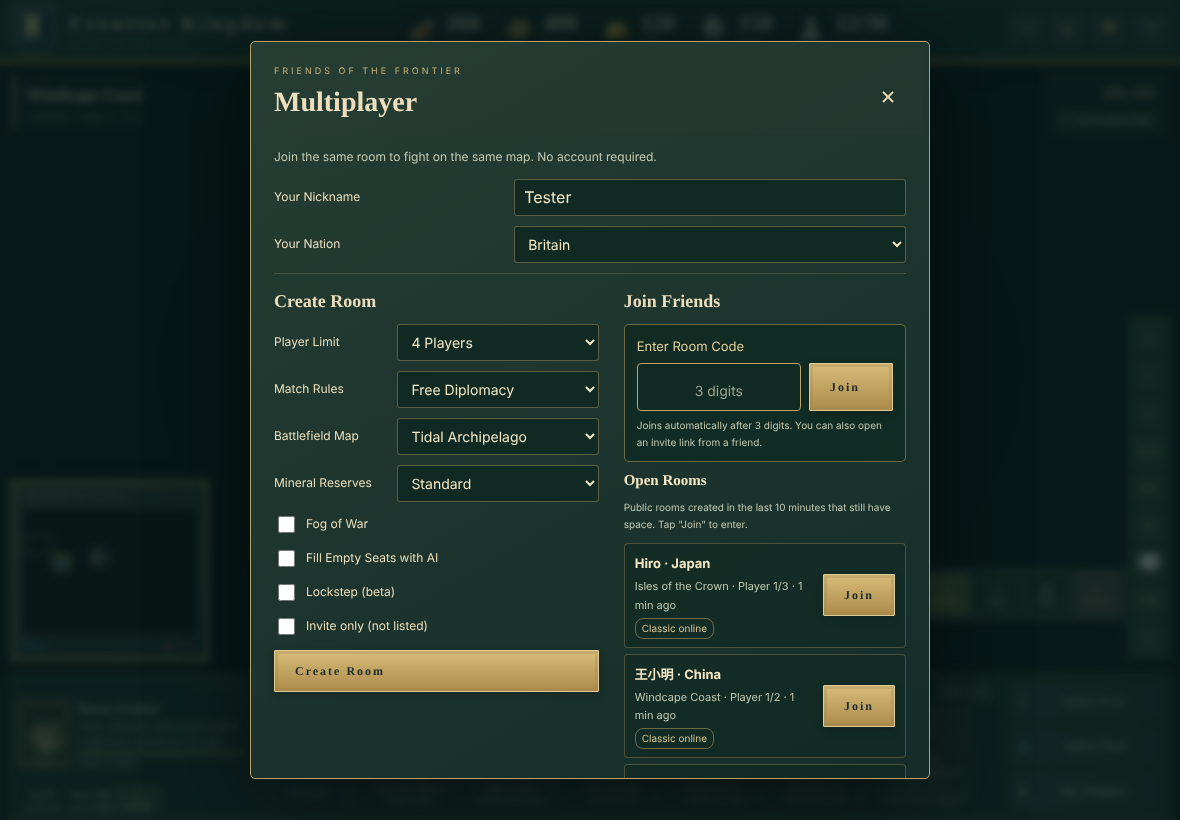 FRIENDS OF THE FRONTIER
Multiplayer
×
Join the same room to fight on the same map. No account required.
Your Nickname
Tester
Your Nation
Britain
Create Room
Player Limit
4 Players
Match Rules
Free Diplomacy
Battlefield Map
Tidal Archipelago
Mineral Reserves
Standard
Fog of War
Fill Empty Seats with AI
Lockstep (beta)
Invite only (not listed)
Create Room
Join Friends
Enter Room Code
3 digits
Join
Joins automatically after 3 digits. You can also open
an invite link from a friend.
Open Rooms
Public rooms created in the last 10 minutes that still have
space. Tap "Join" to enter.
Hiro · Japan
Isles of the Crown · Player 1/3 · 1
min ago
Classic online
Join
王小明 · China
Windcape Coast · Player 1/2 · 1
min ago
Classic online
Join